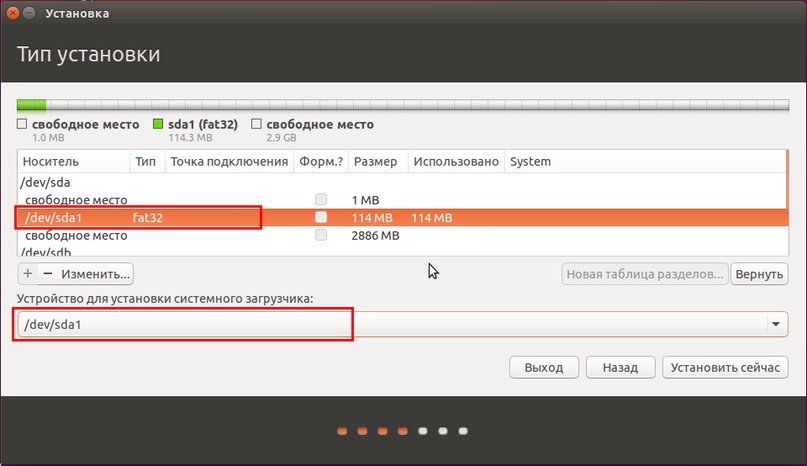 Установка
Тип установки
свободное место sda1 (fat32) свободное место
1.0 MB 114.3 MB 2.9 GB
Носитель Тип Точка подключения Форм.? Размер Использовано System
/dev/sda
свободное место 1 MB
/dev/sda1 fat32 114 MB 114 MB
свободное место 2886 MB
/dev/sdb
+ − Изменить... Новая таблица разделов... Вернуть
Устройство для установки системного загрузчика:
/dev/sda1
Выход Назад Установить сейчас